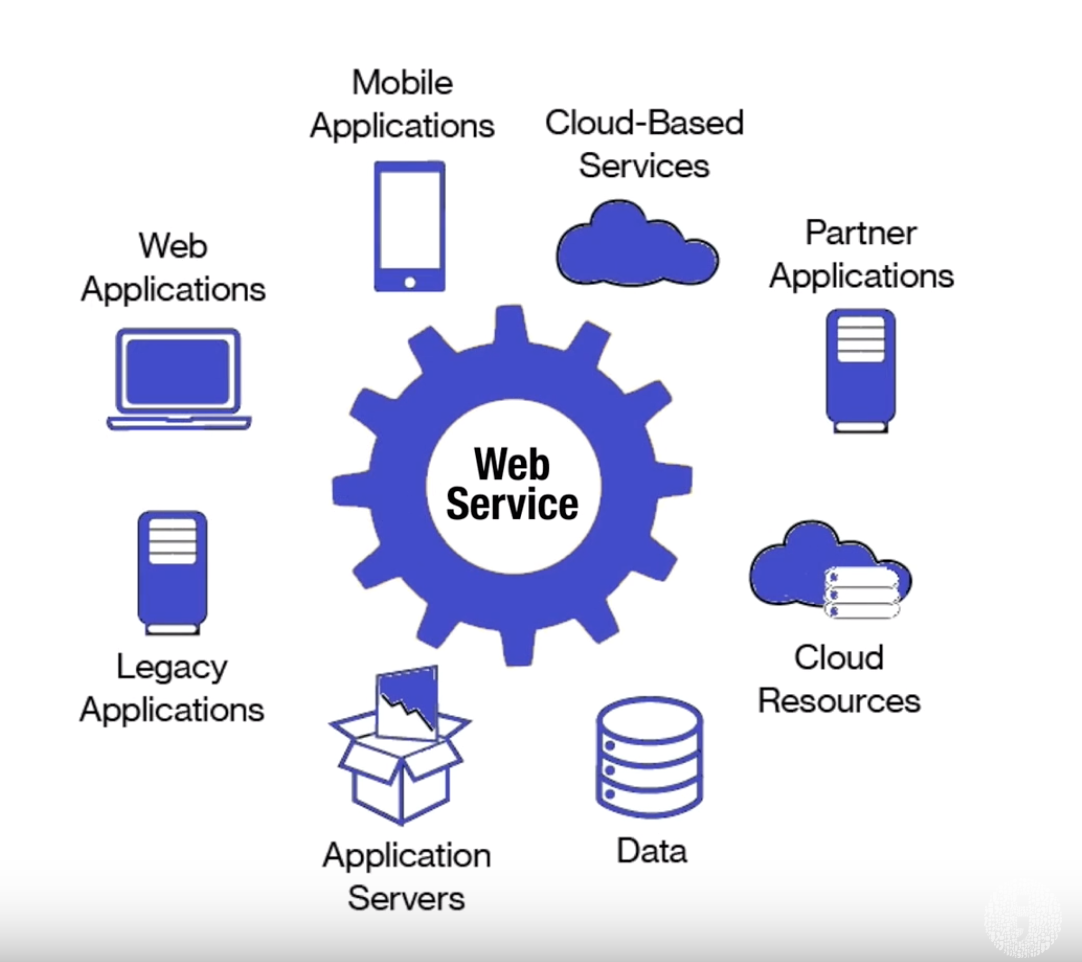 Mobile
Applications
Cloud-Based
Services
Partner
Applications
Web
Applications
Web
Service
Legacy
Applications
Cloud
Resources
Application
Servers
Data